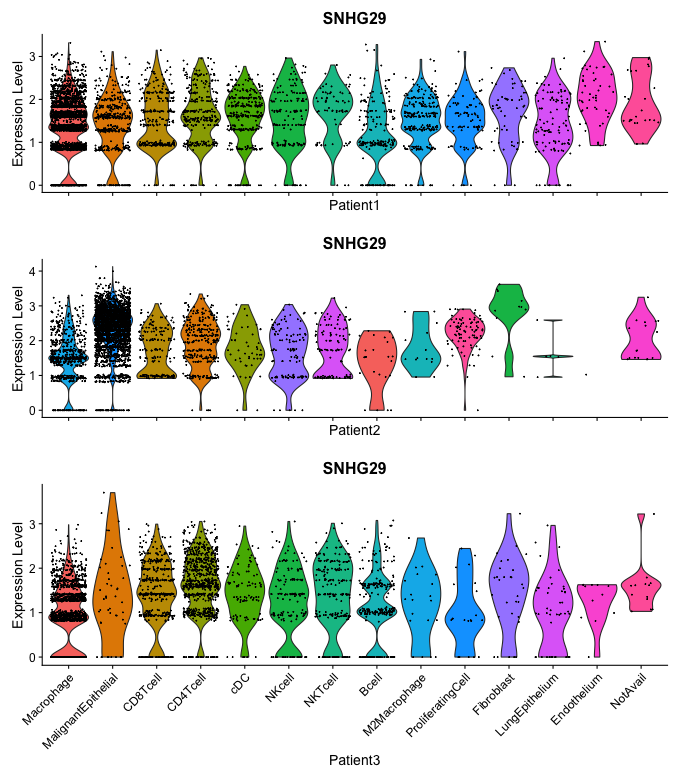 SNHG29
Expression Level
3
2
1
0
Patient1
SNHG29
Expression Level
4
3
2
1
0
Patient2
SNHG29
Expression Level
3
2
1
0
Macrophage
MalignantEpithelial
CD8Tcell
CD4Tcell
cDC
NKcell
NKTcell
Bcell
M2Macrophage
ProliferatingCell
Fibroblast
LungEpithelium
Endothelium
NotAvail
Patient3